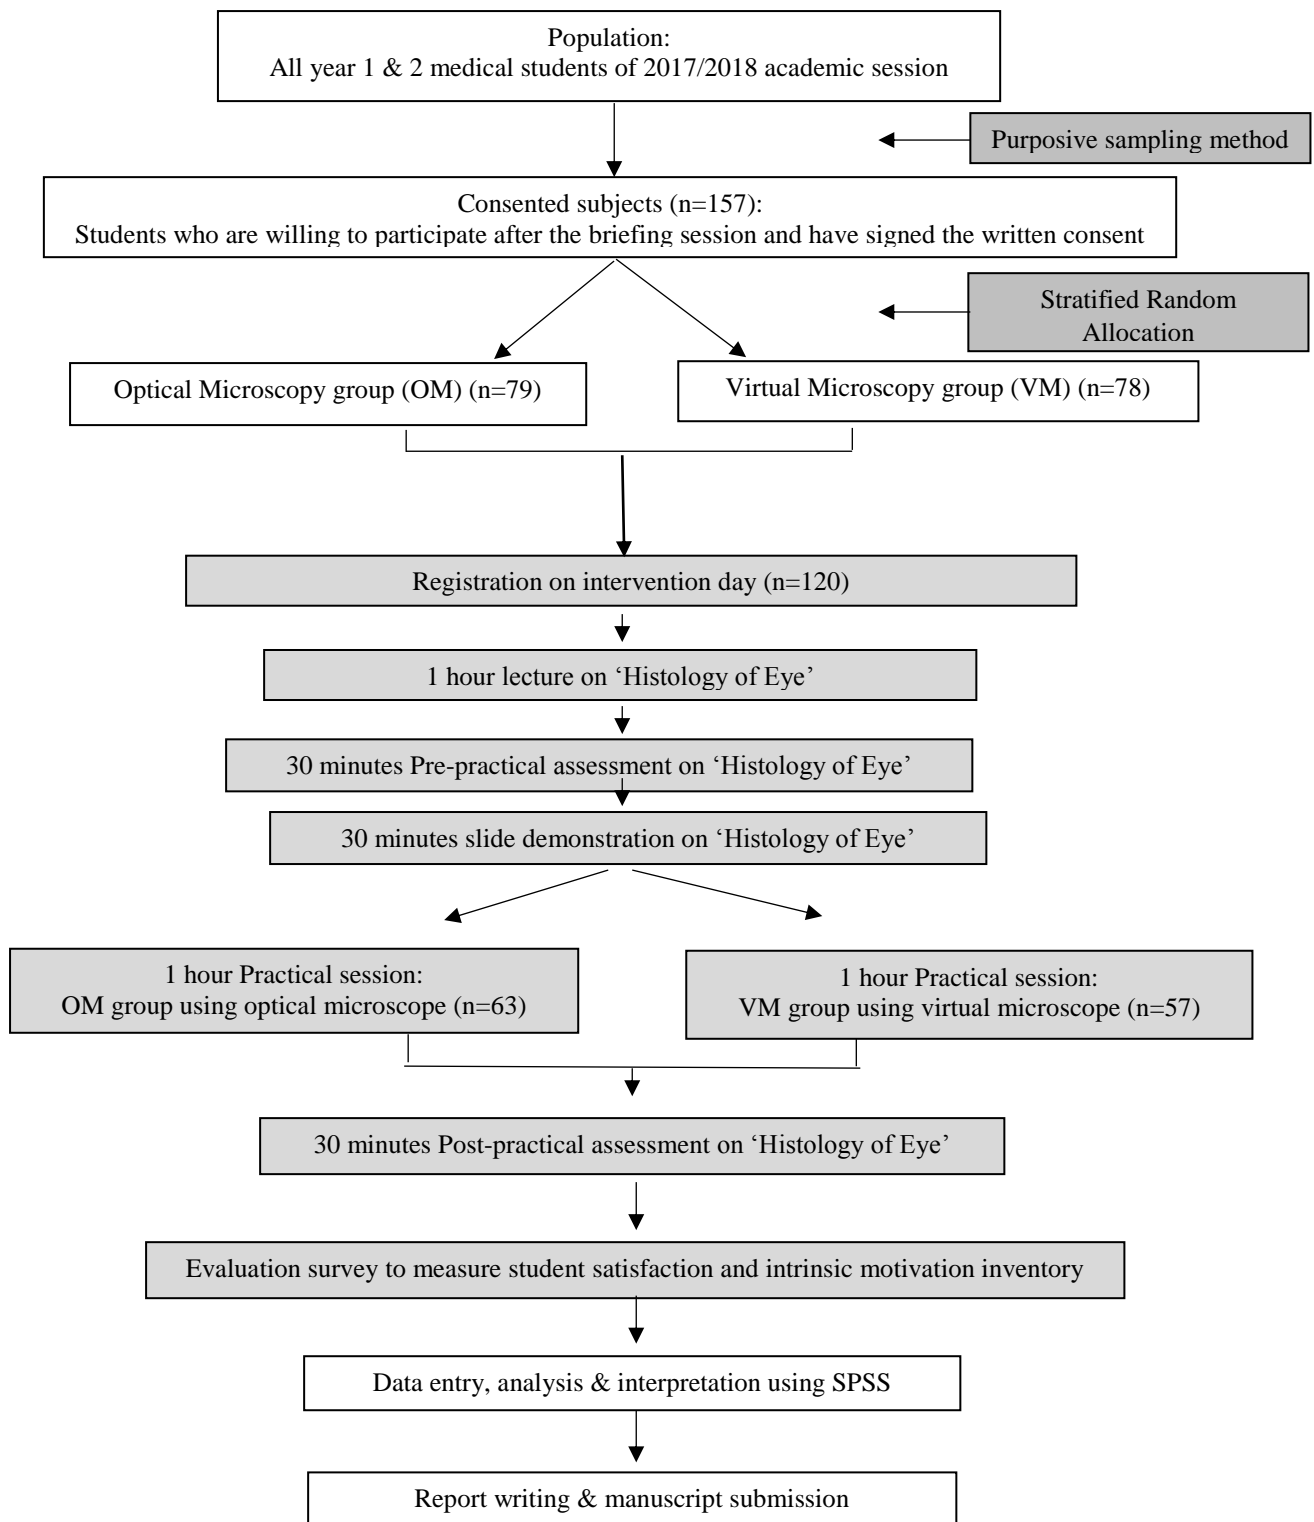 Population:
All year 1 & 2 medical students of 2017/2018 academic session
Purposive sampling method
Consented subjects (n=157):
Students who are willing to participate after the briefing session and have signed the written consent
Stratified Random
Allocation
Optical Microscopy group (OM) (n=79)
Virtual Microscopy group (VM) (n=78)
Registration on intervention day (n=120)
1 hour lecture on ‘Histology of Eye’
30 minutes Pre-practical assessment on ‘Histology of Eye’
30 minutes slide demonstration on ‘Histology of Eye’
1 hour Practical session:
OM group using optical microscope (n=63)
1 hour Practical session:
VM group using virtual microscope (n=57)
30 minutes Post-practical assessment on ‘Histology of Eye’
Evaluation survey to measure student satisfaction and intrinsic motivation inventory
Data entry, analysis & interpretation using SPSS
Report writing & manuscript submission